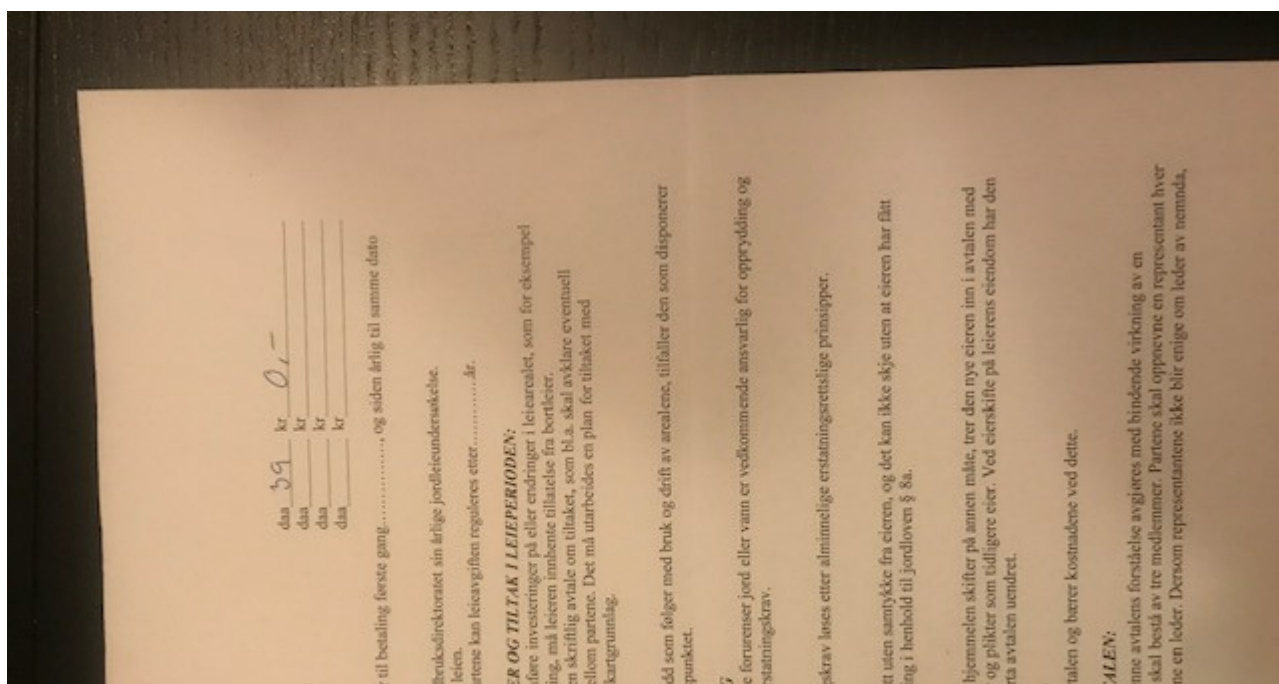 daa 39 kr 0,-
daa kr
daa kr
daa kr
til betaling første gang.............., og siden årlig til samme dato
bruksdirektoratet sin årlige jordleieundersøkelse.
leien.
rtene kan leieavgiften reguleres etter............år.
ER OG TILTAK I LEIEPERIODEN:
føre investeringer på eller endringer i leiearealet, som for eksempel
ing, må leieren innhente tillatelse fra bortleier.
n skriftlig avtale om tiltaket, som bl.a. skal avklare eventuell
ellom partene. Det må utarbeides en plan for tiltaket med
kartgrunnlag.
dd som følger med bruk og drift av arealene, tilfaller den som disponerer
punktet.
G
e forurenser jord eller vann er vedkommende ansvarlig for opprydding og
rstatningskrav.
gskrav løses etter alminnelige erstatningsrettslige prinsipper.
tt uten samtykke fra eieren, og det kan ikke skje uten at eieren har fått
ing i henhold til jordloven § 8a.
hjemmelen skifter på annen måte, trer den nye eieren inn i avtalen med
og plikter som tidligere eier. Ved eierskifte på leierens eiendom har den
rta avtalen uendret.
talen og bærer kostnadene ved dette.
TALEN:
nne avtalens forståelse avgjøres med bindende virkning av en
skal bestå av tre medlemmer. Partene skal oppnevne en representant hver
ne en leder. Dersom representantene ikke blir enige om leder av nemnda,